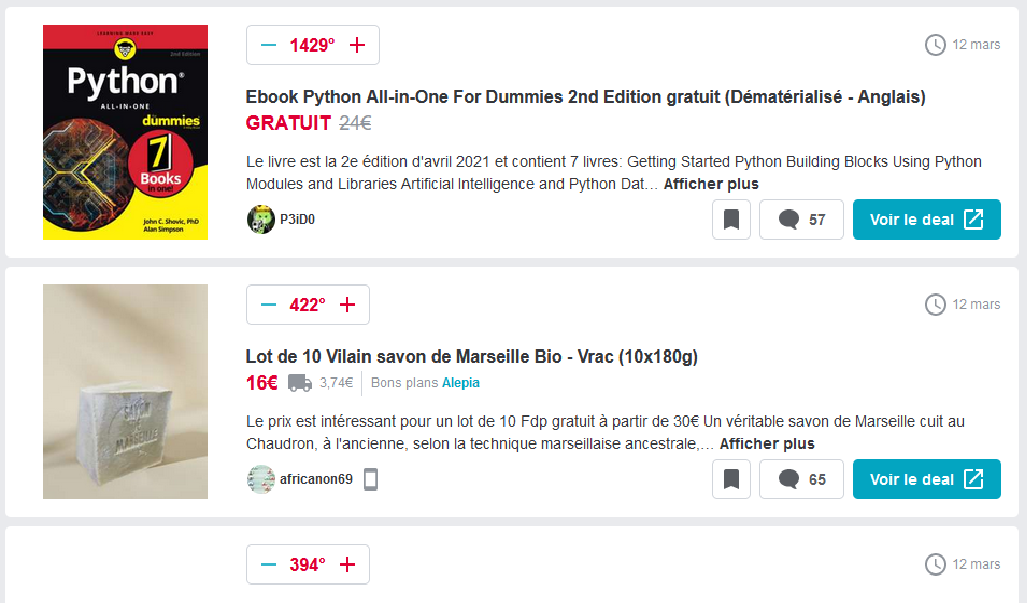 LEARNING MADE EASY
2nd Edition
Python®
ALL-IN-ONE
dummies
7
Books
in one!
John C. Shovic, PhD
Alan Simpson
− 1429° +
12 mars
Ebook Python All-in-One For Dummies 2nd Edition gratuit (Dématérialisé - Anglais)
GRATUIT 24€
Le livre est la 2e édition d'avril 2021 et contient 7 livres: Getting Started Python Building Blocks Using Python
Modules and Libraries Artificial Intelligence and Python Dat… Afficher plus
P3iD0
57
Voir le deal
− 422° +
12 mars
Lot de 10 Vilain savon de Marseille Bio - Vrac (10x180g)
16€ 3,74€ Bons plans Alepia
Le prix est intéressant pour un lot de 10 Fdp gratuit à partir de 30€ Un véritable savon de Marseille cuit au
Chaudron, à l'ancienne, selon la technique marseillaise ancestrale,… Afficher plus
SAVON
MARSEILLE
africanon69
65
Voir le deal
− 394° +
12 mars